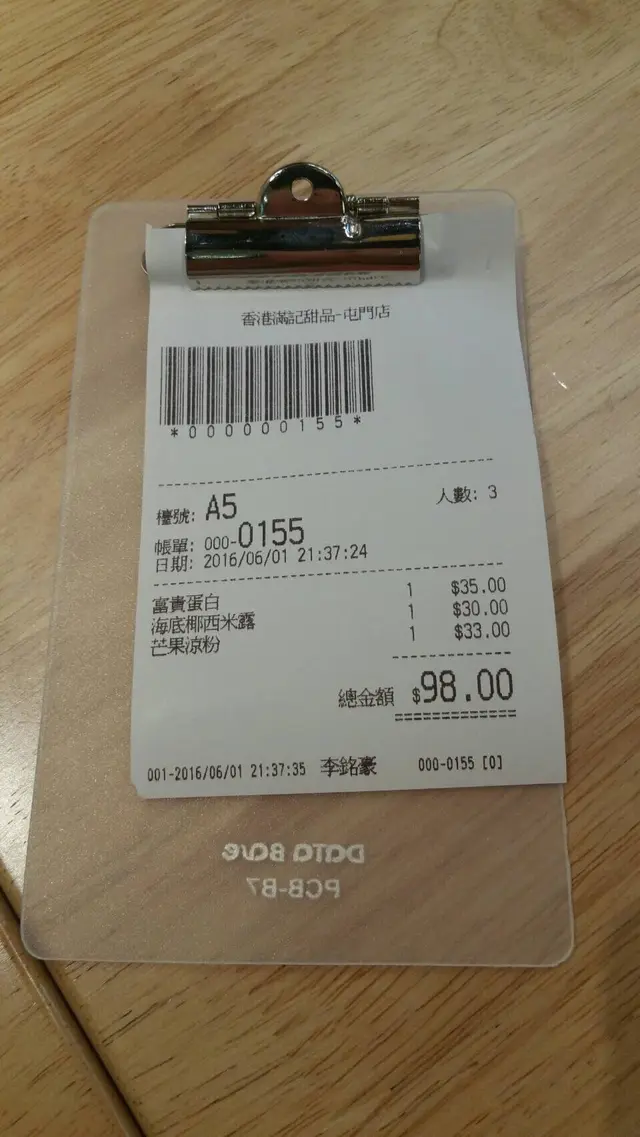 香港滿記甜品-屯門店
*000000155*
檯號: A5 人數: 3
帳單: 000-0155
日期: 2016/06/01 21:37:24
富貴蛋白 1 $35.00
海底椰西米露 1 $30.00
芒果涼粉 1 $33.00
總金額 $98.00
001-2016/06/01 21:37:35 李銘豪 000-0155 [0]
DATA BASE
PCB-B7